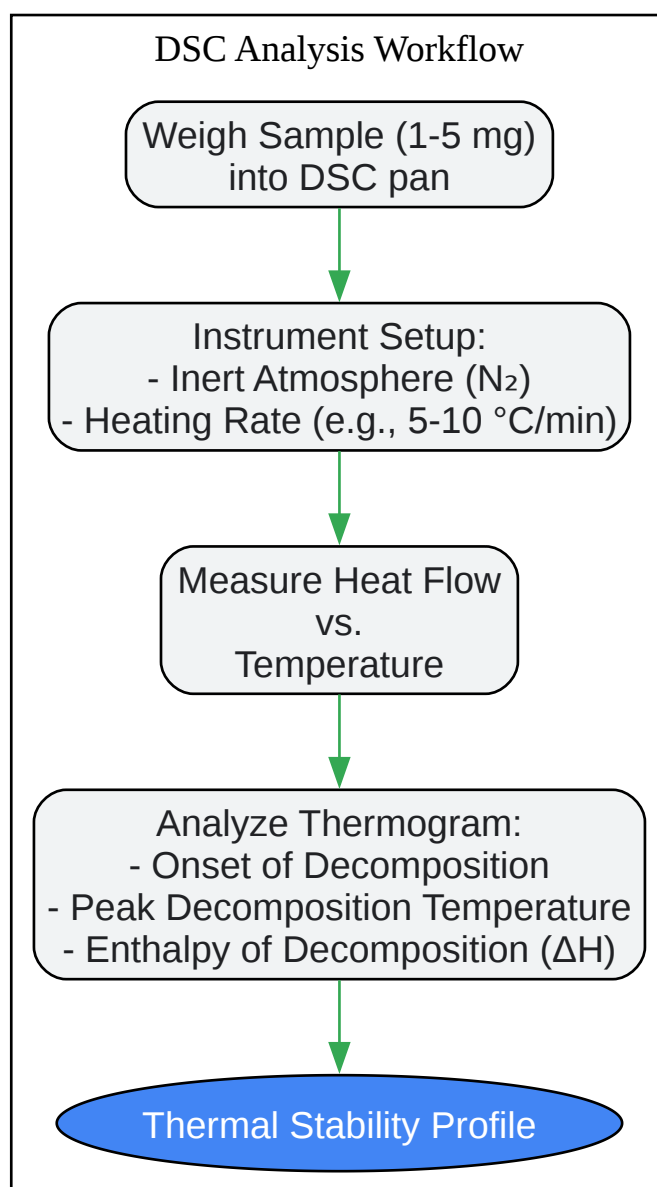 DSC Analysis Workflow
Weigh Sample (1-5 mg)
into DSC pan
Instrument Setup:
- Inert Atmosphere (N₂)
- Heating Rate (e.g., 5-10 °C/min)
Measure Heat Flow
vs.
Temperature
Analyze Thermogram:
- Onset of Decomposition
- Peak Decomposition Temperature
- Enthalpy of Decomposition (ΔH)
Thermal Stability Profile